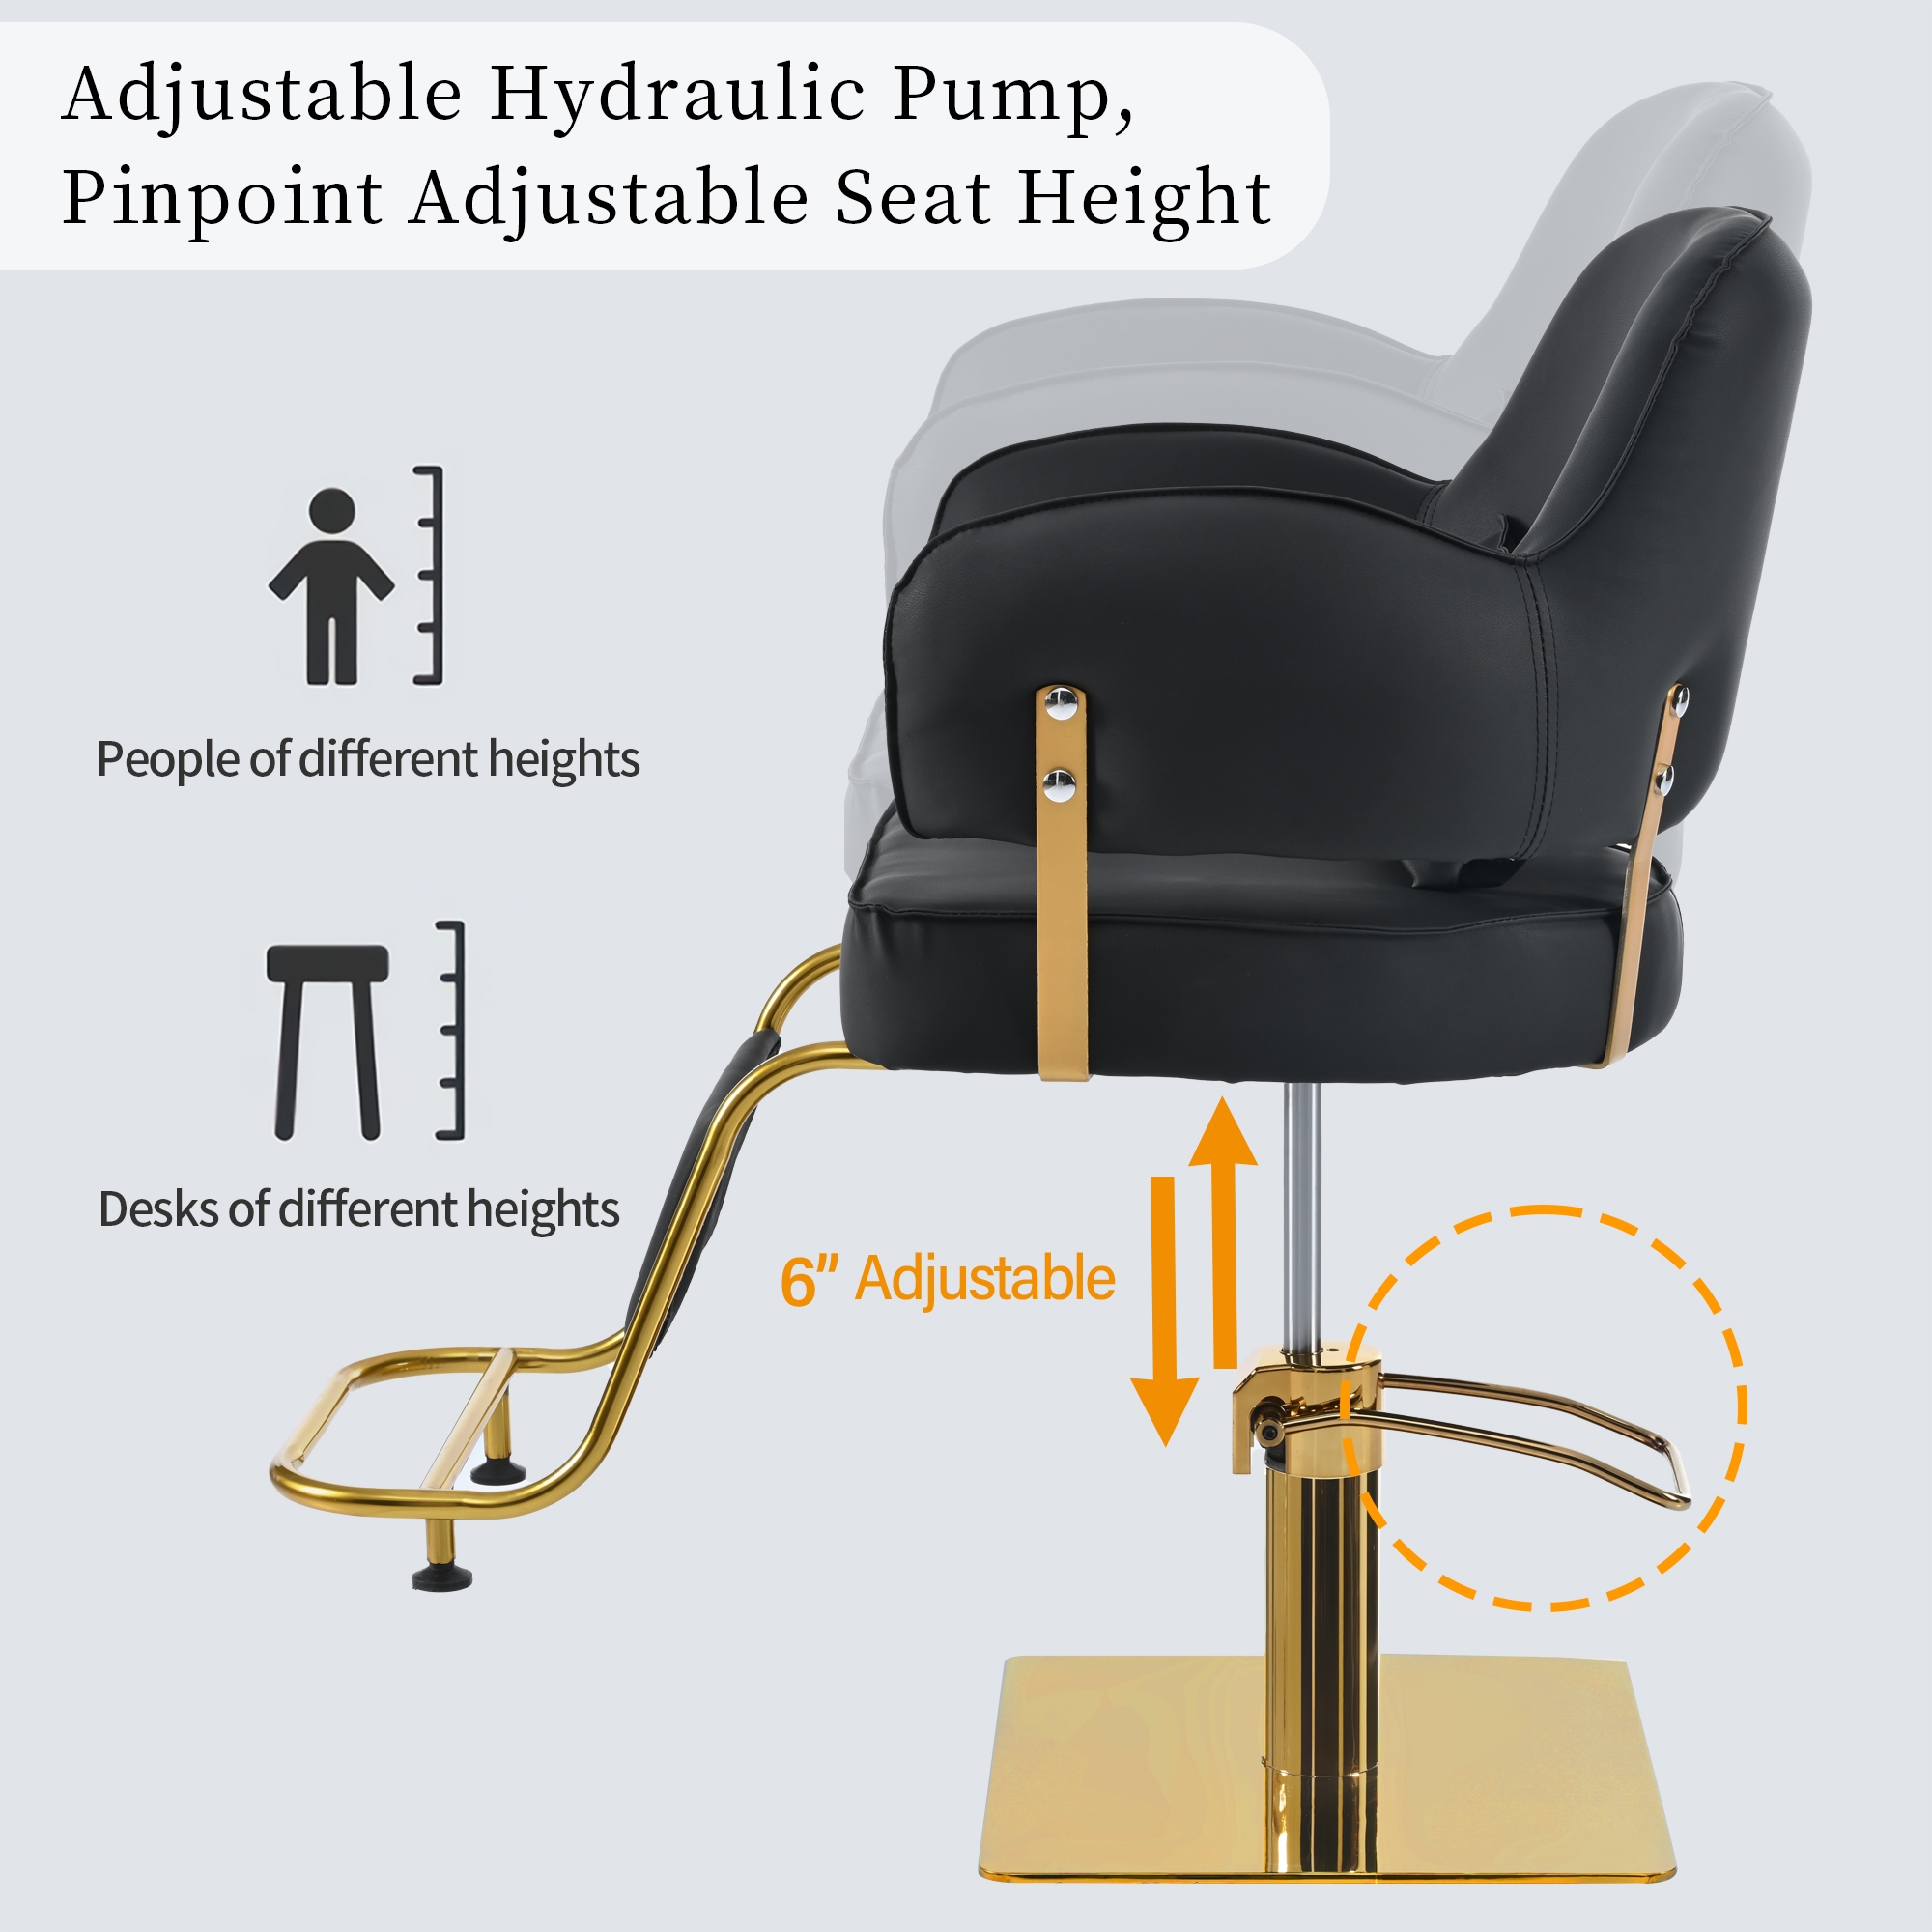 Adjustable Hydraulic Pump,
Pinpoint Adjustable Seat Height
People of different heights
Desks of different heights
6” Adjustable